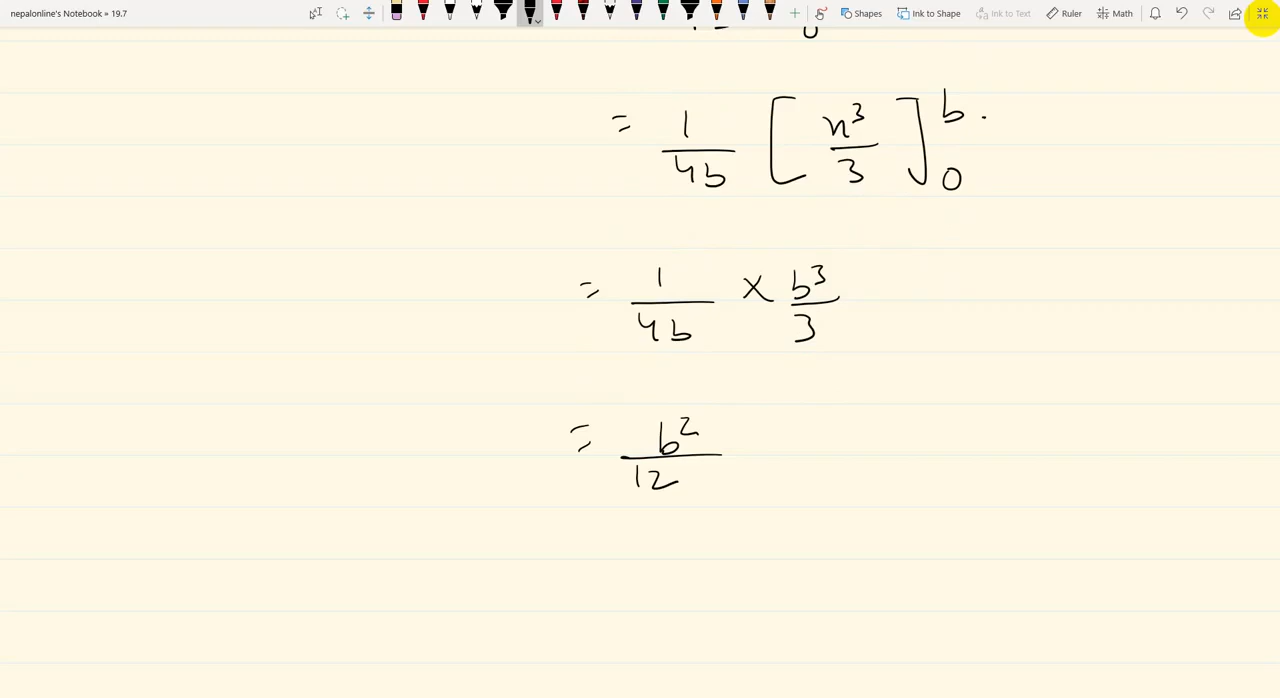 nepalonline's Notebook » 19.7 Shapes Ink to Shape Ink to Text Ruler Math
= 1/4b [x³/3]₀ᵇ .
= 1/4b × b³/3
= b²/12